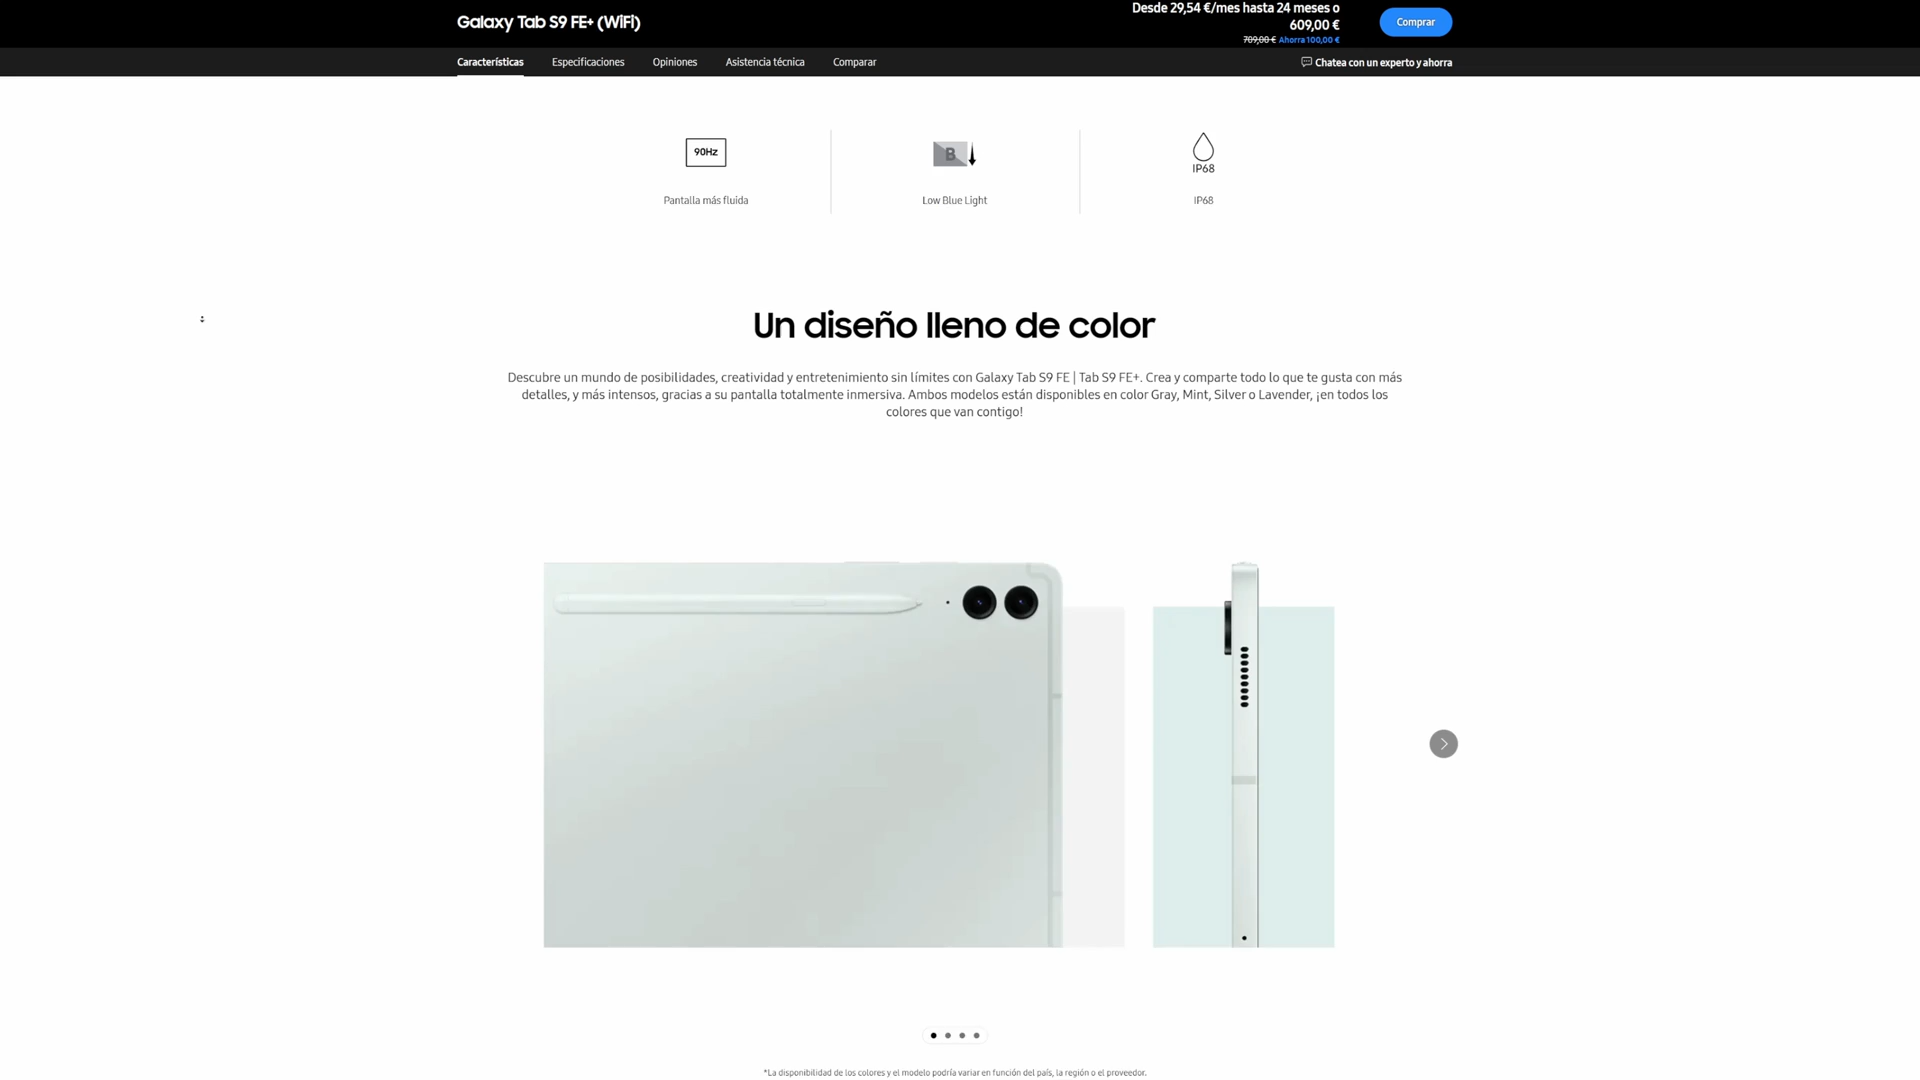 Galaxy Tab S9 FE+ (WiFi)
Desde 29,54 €/mes hasta 24 meses o
609,00 €
709,00 € Ahorra 100,00 €
Comprar
Características
Especificaciones
Opiniones
Asistencia técnica
Comparar
Chatea con un experto y ahorra
90Hz
Pantalla más fluida
B
Low Blue Light
IP68
IP68
Un diseño lleno de color
Descubre un mundo de posibilidades, creatividad y entretenimiento sin límites con Galaxy Tab S9 FE | Tab S9 FE+. Crea y comparte todo lo que te gusta con más
detalles, y más intensos, gracias a su pantalla totalmente inmersiva. Ambos modelos están disponibles en color Gray, Mint, Silver o Lavender, ¡en todos los
colores que van contigo!
*La disponibilidad de los colores y el modelo podría variar en función del país, la región o el proveedor.